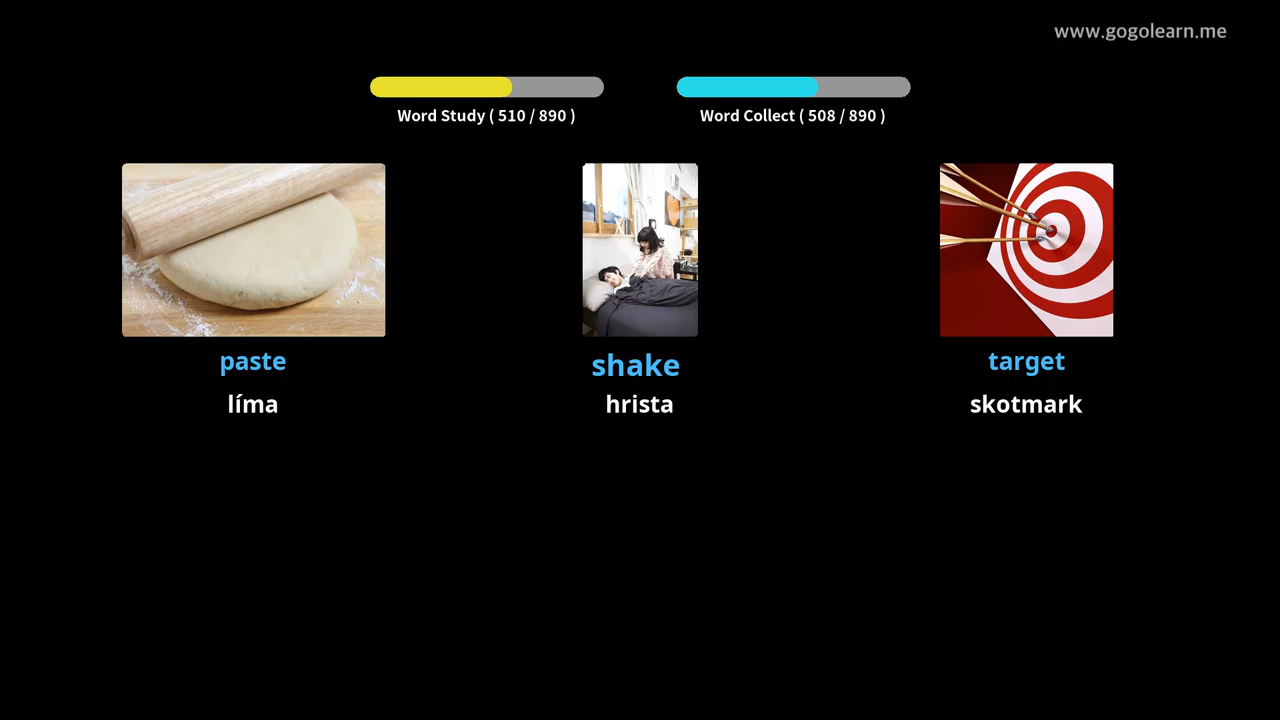 www.gogolearn.me
Word Study ( 510 / 890 )
Word Collect ( 508 / 890 )
paste
líma
shake
hrista
target
skotmark